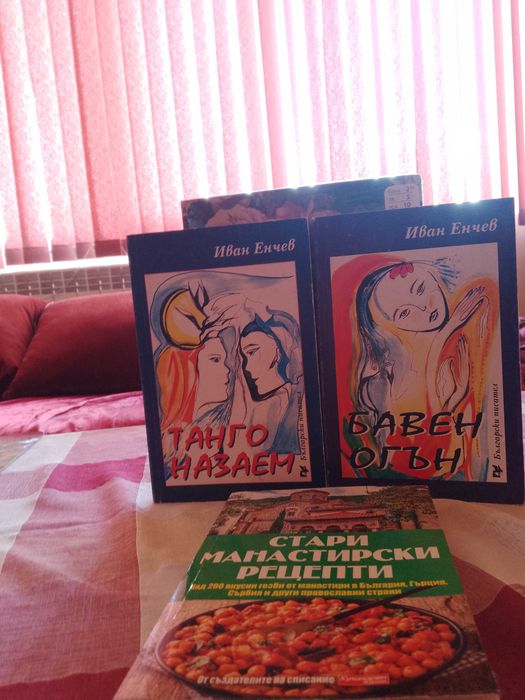 Иван Енчев
ТАНГО
НАЗАЕМ
Български писател
Иван Енчев
БАВЕН
ОГЪН
Български писател
СТАРИ
МАНАСТИРСКИ
РЕЦЕПТИ
Над 200 вкусни гозби от манастири в България, Гърция,
Сърбия и други православни страни
От създателите на списание